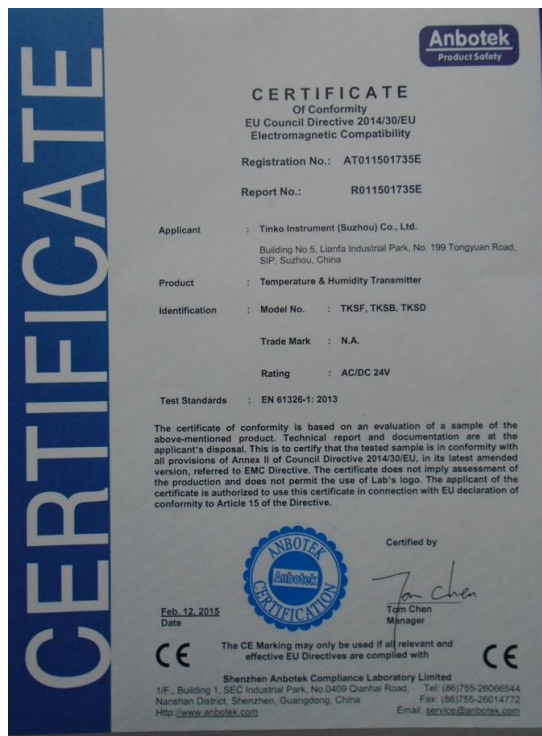 CERTIFICATE
Anbotek
Product Safety
CERTIFICATE
Of Conformity
EU Council Directive 2014/30/EU
Electromagnetic Compatibility
Registration No.: AT011501735E
Report No.: R011501735E
Applicant : Tinko Instrument (Suzhou) Co., Ltd.
Building No.5, Lianfa Industrial Park, No. 199 Tongyuan Road,
SIP, Suzhou, China
Product : Temperature & Humidity Transmitter
Identification : Model No. : TKSF, TKSB, TKSD
Trade Mark : N.A.
Rating : AC/DC 24V
Test Standards : EN 61326-1: 2013
The certificate of conformity is based on an evaluation of a sample of the
above-mentioned product. Technical report and documentation are at the
applicant's disposal. This is to certify that the tested sample is in conformity with
all provisions of Annex II of Council Directive 2014/30/EU, in its latest amended
version, referred to EMC Directive. The certificate does not imply assessment of
the production and does not permit the use of Lab's logo. The applicant of the
certificate is authorized to use this certificate in connection with EU declaration of
conformity to Article 15 of the Directive.
ANBOTEK
Anbotek
CERTIFICATION
Certified by
Tom Chen
Feb. 12, 2015
Date
Tom Chen
Manager
CE
The CE Marking may only be used if all relevant and
effective EU Directives are complied with
CE
Shenzhen Anbotek Compliance Laboratory Limited
1/F., Building 1, SEC Industrial Park, No.0409 Qianhai Road, Tel: (86)755-26066544
Nanshan District, Shenzhen, Guangdong, China Fax: (86)755-26014772
Http://www.anbotek.com Email: service@anbotek.com